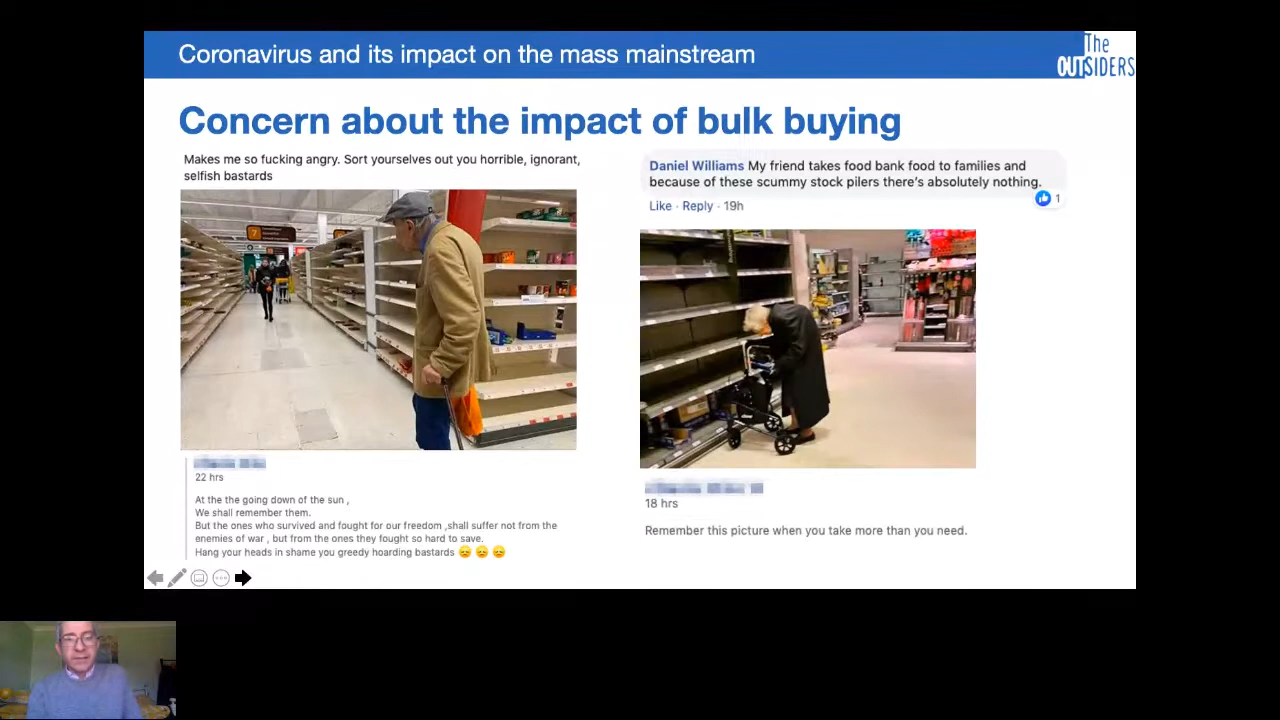 Coronavirus and its impact on the mass mainstream
The
OUTSIDERS
Concern about the impact of bulk buying
Makes me so fucking angry. Sort yourselves out you horrible, ignorant,
selfish bastards
7
22 hrs
At the the going down of the sun ,
We shall remember them.
But the ones who survived and fought for our freedom ,shall suffer not from the
enemies of war , but from the ones they fought so hard to save.
Hang your heads in shame you greedy hoarding bastards 😞 😞 😞
Daniel Williams My friend takes food bank food to families and
because of these scummy stock pilers there's absolutely nothing.
Like · Reply · 19h
1
18 hrs
Remember this picture when you take more than you need.